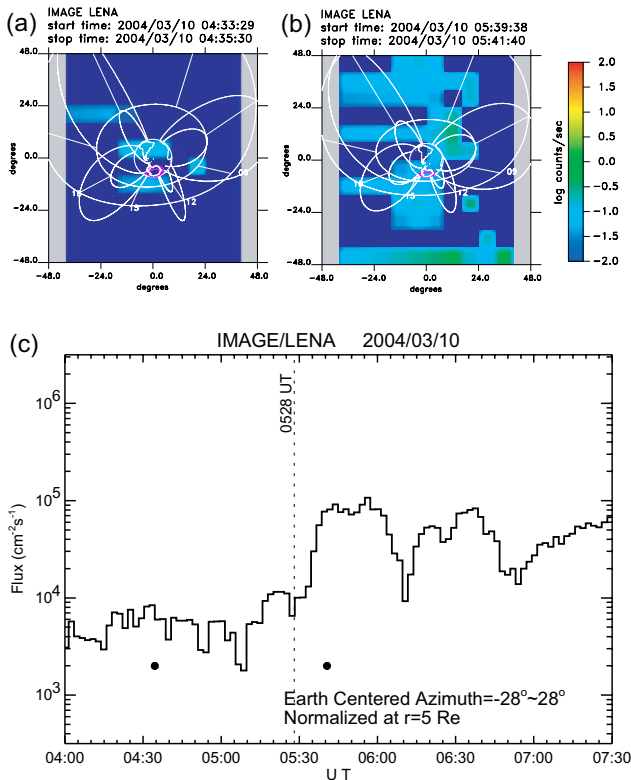 (a)
IMAGE LENA
start time: 2004/03/10 04:33:29
stop time: 2004/03/10 04:35:30
48.0
24.0
0.0
-24.0
-48.0
degrees
-48.0 -24.0 0.0 24.0 48.0
degrees
16
13
12
09
(b)
IMAGE LENA
start time: 2004/03/10 05:39:38
stop time: 2004/03/10 05:41:40
48.0
24.0
0.0
-24.0
-48.0
degrees
-48.0 -24.0 0.0 24.0 48.0
degrees
16
13
12
09
2.0
1.5
1.0
0.5
0.0
-0.5
-1.0
-1.5
-2.0
log counts/sec
(c)
IMAGE/LENA 2004/03/10
0528 UT
10⁶
10⁵
10⁴
10³
Flux (cm⁻²s⁻¹)
Earth Centered Azimuth=-28°~28°
Normalized at r=5 Re
04:00 04:30 05:00 05:30 06:00 06:30 07:00 07:30
U T